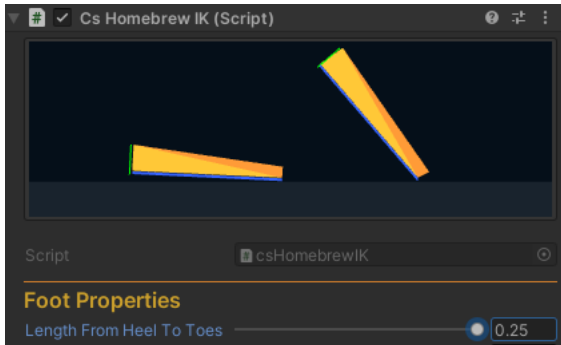 # Cs Homebrew IK (Script)
Script # csHomebrewIK
Foot Properties
Length From Heel To Toes 0.25